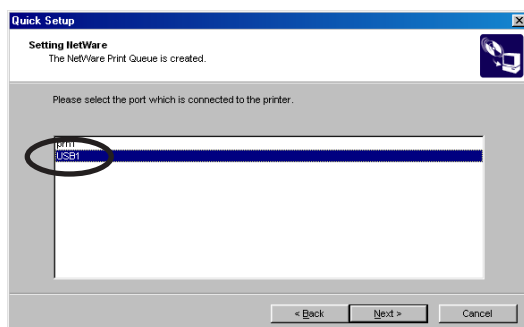 Quick Setup
Setting NetWare
The NetWare Print Queue is created.
Please select the port which is connected to the printer.
prn1
USB1
< Back
Next >
Cancel